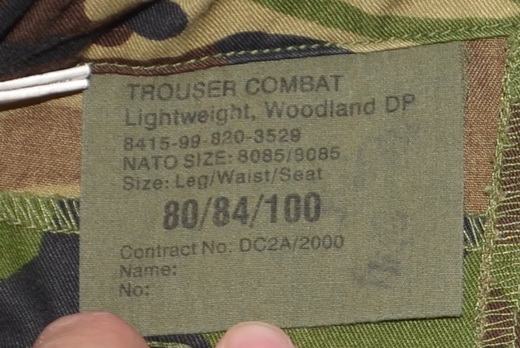 TROUSER COMBAT
Lightweight, Woodland DP
8415-99-820-3529
NATO SIZE: 8085/9085
Size: Leg/Waist/Seat
80/84/100
Contract No: DC2A/2000
Name:
No: